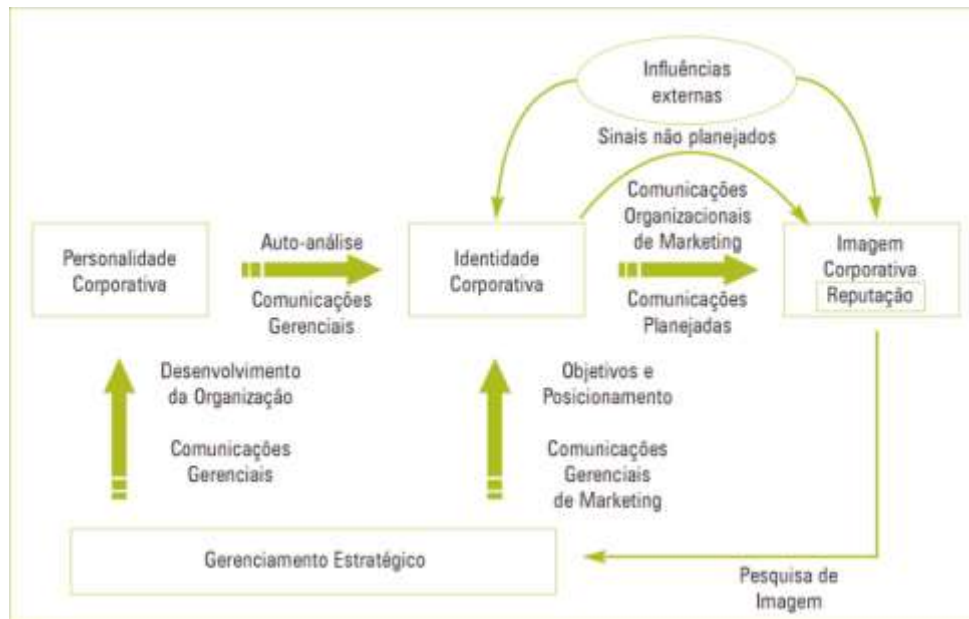 Influências
externas
Sinais não planejados
Comunicações
Organizacionais
de Marketing
Personalidade
Corporativa
Auto-análise
Comunicações
Gerenciais
Identidade
Corporativa
Comunicações
Planejadas
Imagem
Corporativa
Reputação
Desenvolvimento
da Organização
Comunicações
Gerenciais
Objetivos e
Posicionamento
Comunicações
Gerenciais
de Marketing
Gerenciamento Estratégico
Pesquisa de
Imagem